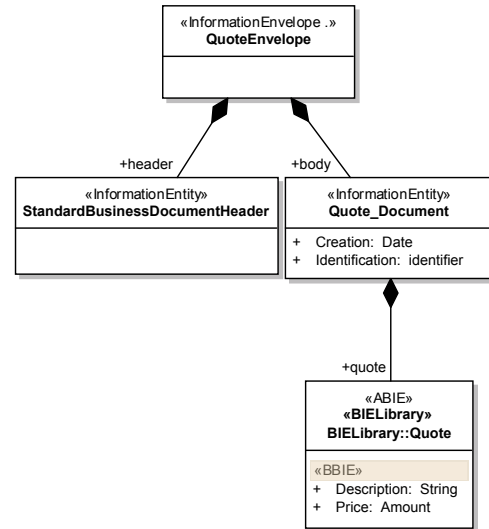 «InformationEnvelope .»
QuoteEnvelope
+header
+body
«InformationEntity»
StandardBusinessDocumentHeader
«InformationEntity»
Quote_Document
+ Creation: Date
+ Identification: identifier
+quote
«ABIE»
«BIELibrary»
BIELibrary::Quote
«BBIE»
+ Description: String
+ Price: Amount